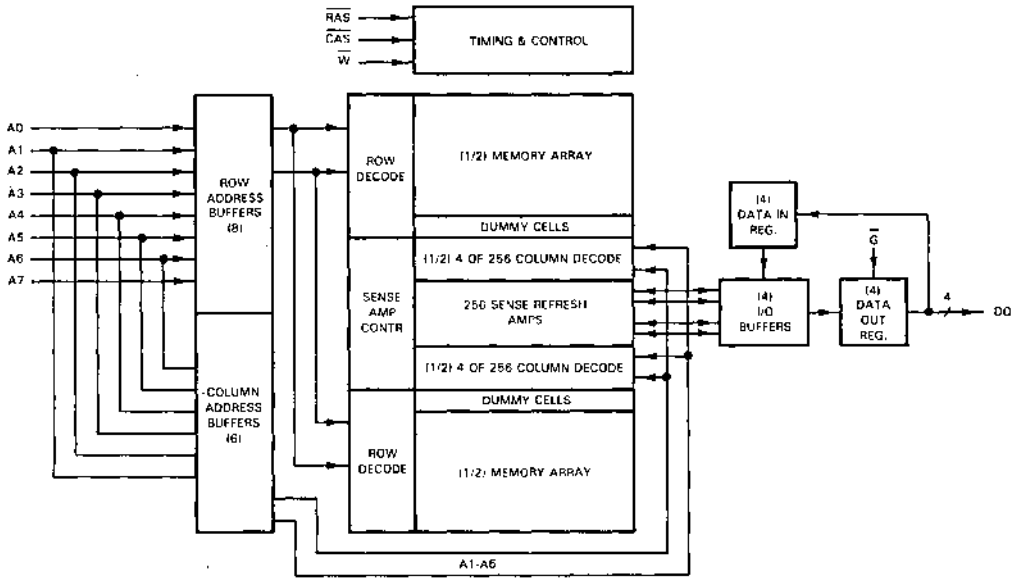 RAS
CAS
W
TIMING & CONTROL
A0
A1
A2
A3
A4
A5
A6
A7
ROW
ADDRESS
BUFFERS
(8)
COLUMN
ADDRESS
BUFFERS
(6)
ROW
DECODE
(1/2) MEMORY ARRAY
DUMMY CELLS
(1/2) 4 OF 256 COLUMN DECODE
SENSE
AMP
CONTR
256 SENSE REFRESH
AMPS
(1/2) 4 OF 256 COLUMN DECODE
DUMMY CELLS
ROW
DECODE
(1/2) MEMORY ARRAY
A1-A6
(4)
DATA IN
REG.
G
(4)
I/O
BUFFERS
(4)
DATA
OUT
REG.
4
DQ